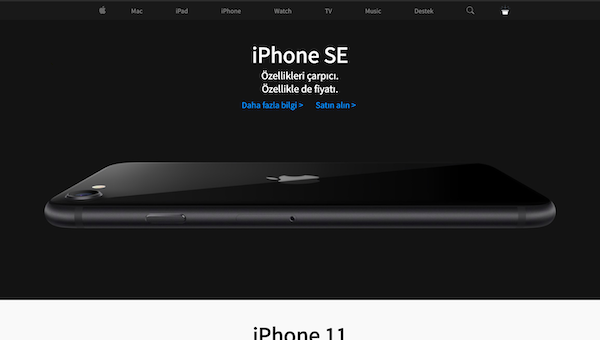 Mac iPad iPhone Watch TV Music Destek
iPhone SE
Özellikleri çarpıcı.
Özellikle de fiyatı.
Daha fazla bilgi > Satın alın >
iPhone 11